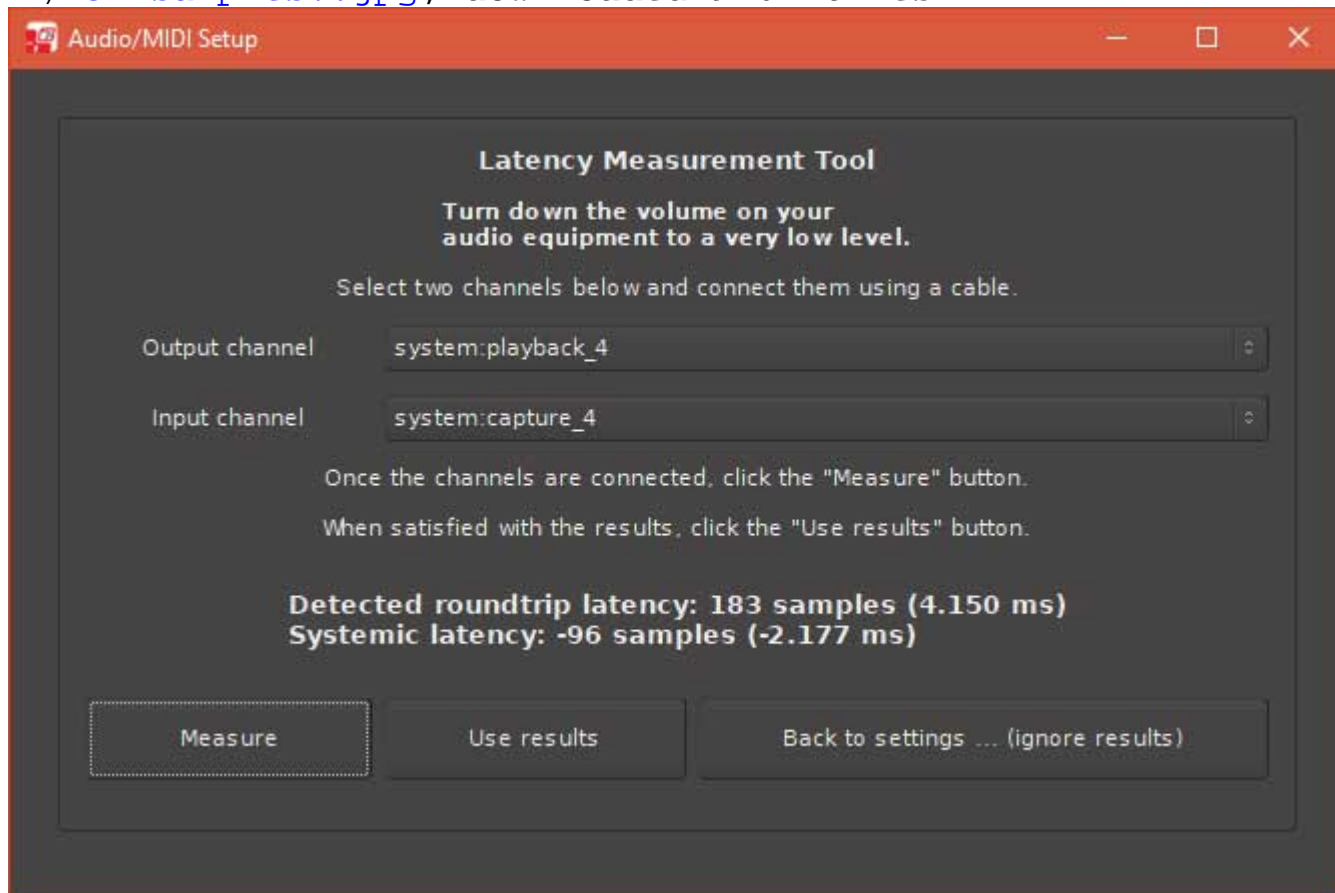 Audio/MIDI Setup
Latency Measurement Tool
Turn down the volume on your
audio equipment to a very low level.
Select two channels below and connect them using a cable.
Output channel system:playback_4
Input channel system:capture_4
Once the channels are connected, click the "Measure" button.
When satisfied with the results, click the "Use results" button.
Detected roundtrip latency: 183 samples (4.150 ms)
Systemic latency: -96 samples (-2.177 ms)
Measure Use results Back to settings ... (ignore results)